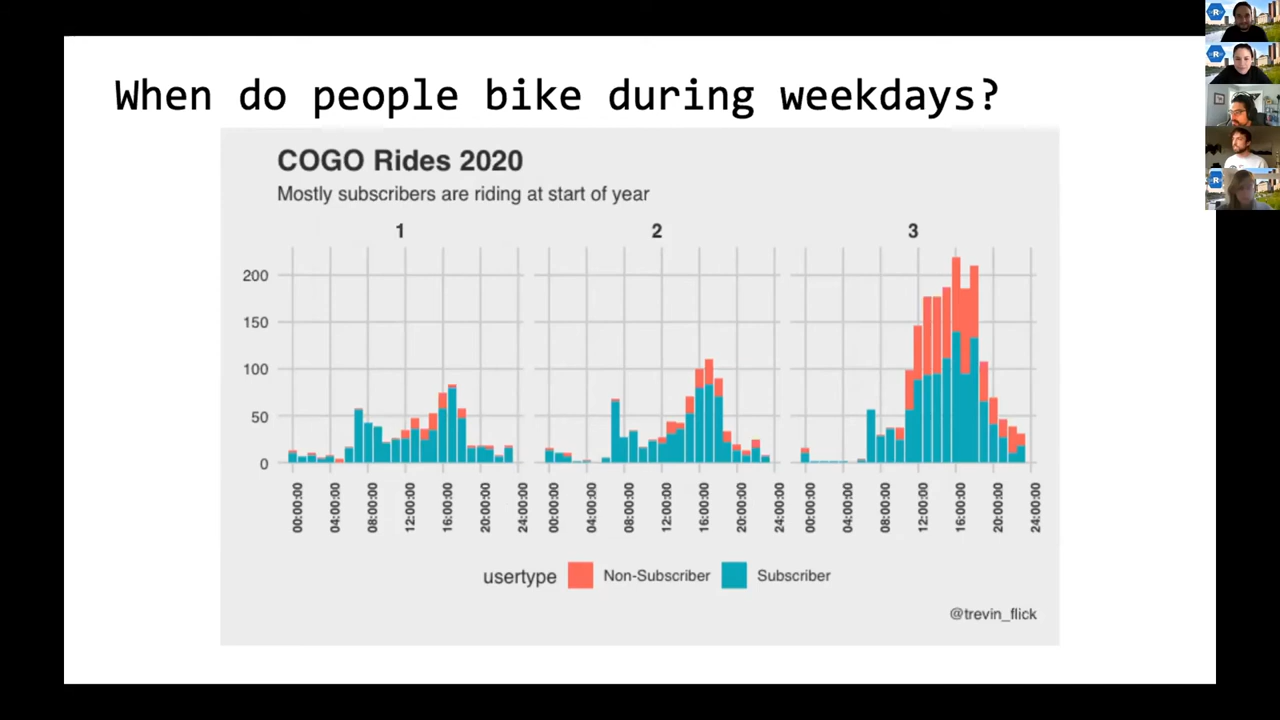 When do people bike during weekdays?
COGO Rides 2020
Mostly subscribers are riding at start of year
1 2 3
200
150
100
50
0
00:00:00 04:00:00 08:00:00 12:00:00 16:00:00 20:00:00 24:00:00 00:00:00 04:00:00 08:00:00 12:00:00 16:00:00 20:00:00 24:00:00 00:00:00 04:00:00 08:00:00 12:00:00 16:00:00 20:00:00 24:00:00
usertype Non-Subscriber Subscriber
@trevin_flick
R
R
R